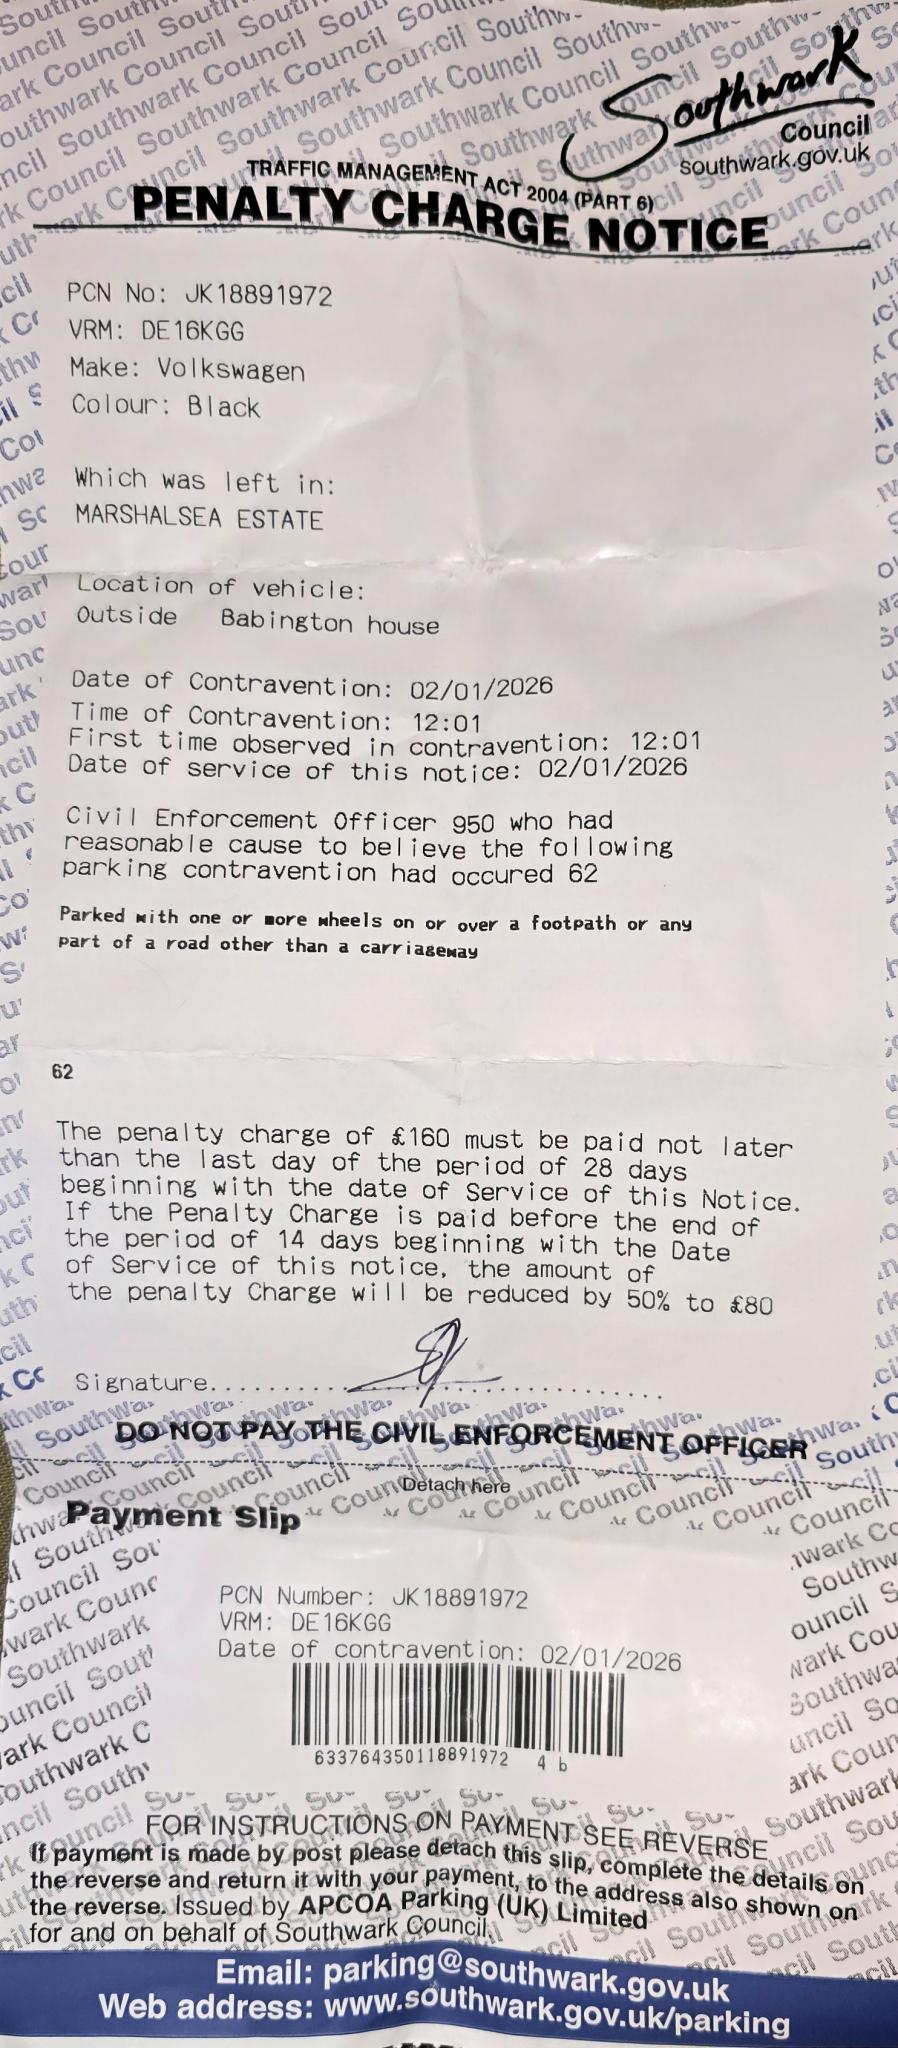 Southwark
Council
southwark.gov.uk
TRAFFIC MANAGEMENT ACT 2004 (PART 6)
PENALTY CHARGE NOTICE
PCN No: JK18891972
VRM: DE16KGG
Make: Volkswagen
Colour: Black
Which was left in:
MARSHALSEA ESTATE
Location of vehicle:
Outside Babington house
Date of Contravention: 02/01/2026
Time of Contravention: 12:01
First time observed in contravention: 12:01
Date of service of this notice: 02/01/2026
Civil Enforcement Officer 950 who had
reasonable cause to believe the following
parking contravention had occured 62
Parked with one or more wheels on or over a footpath or any
part of a road other than a carriageway
62
The penalty charge of £160 must be paid not later
than the last day of the period of 28 days
beginning with the date of Service of this Notice.
If the Penalty Charge is paid before the end of
the period of 14 days beginning with the Date
of Service of this notice, the amount of
the penalty Charge will be reduced by 50% to £80
Signature......................................
DO NOT PAY THE CIVIL ENFORCEMENT OFFICER
Detach here
Payment Slip
PCN Number: JK18891972
VRM: DE16KGG
Date of contravention: 02/01/2026
633764350118891972 4 b
FOR INSTRUCTIONS ON PAYMENT SEE REVERSE
If payment is made by post please detach this slip, complete the details on
the reverse and return it with your payment, to the address also shown on
the reverse. Issued by APCOA Parking (UK) Limited
for and on behalf of Southwark Council.
Email: parking@southwark.gov.uk
Web address: www.southwark.gov.uk/parking